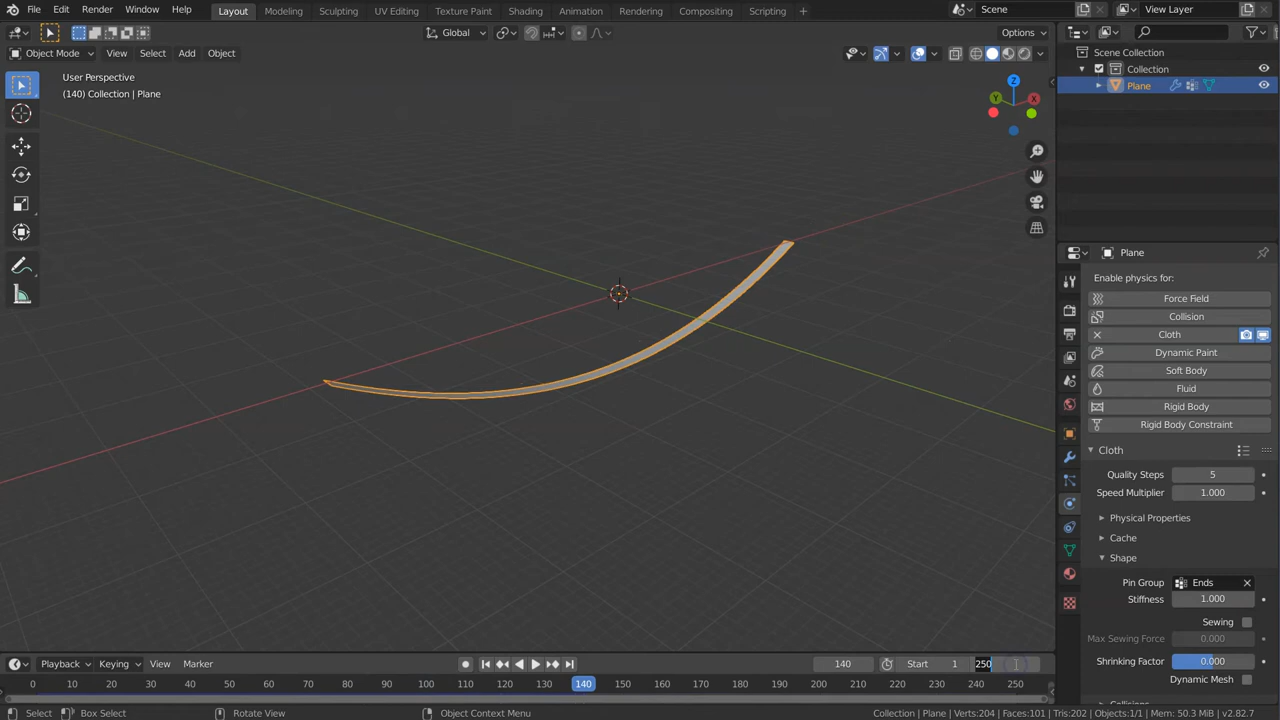 File Edit Render Window Help Layout Modeling Sculpting UV Editing Texture Paint Shading Animation Rendering Compositing Scripting + Scene View Layer
Global Options
Object Mode View Select Add Object
Scene Collection
Collection
Plane
User Perspective
(140) Collection | Plane
Z
Y
X
Plane
Enable physics for:
Force Field
Collision
Cloth
Dynamic Paint
Soft Body
Fluid
Rigid Body
Rigid Body Constraint
Cloth
Quality Steps 5
Speed Multiplier 1.000
Physical Properties
Cache
Shape
Pin Group Ends
Stiffness 1.000
Sewing
Max Sewing Force 0.000
Shrinking Factor 0.000
Dynamic Mesh
Playback Keying View Marker 140 Start 1 250
0 10 20 30 40 50 60 70 80 90 100 110 120 130 140 150 160 170 180 190 200 210 220 230 240 250
Select Box Select Rotate View Object Context Menu Collection | Plane | Verts:204 | Faces:101 | Tris:202 | Objects:1/1 | Mem: 50.3 MiB | v2.82.7